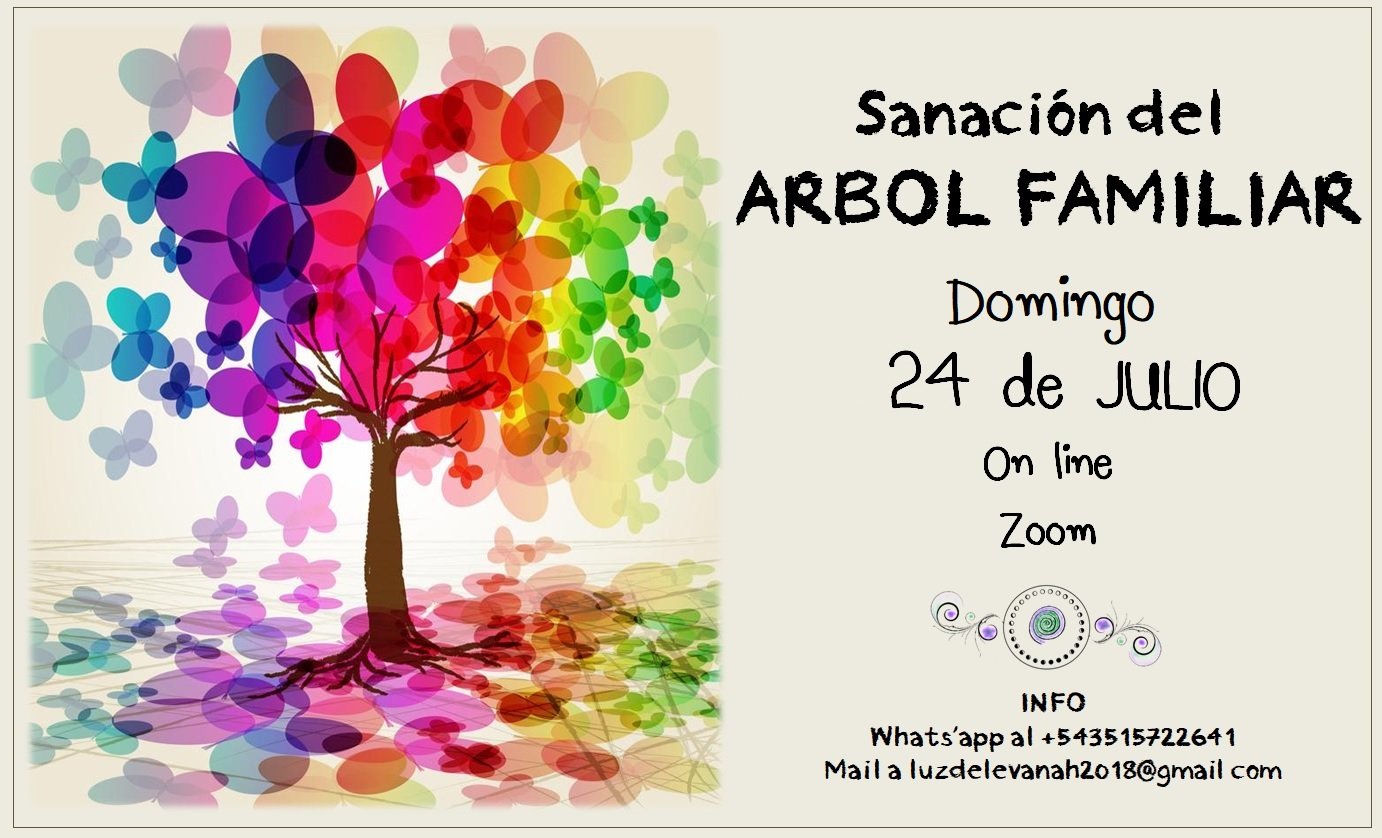 Sanación del
ARBOL FAMILIAR
Domingo
24 de JULIO
On line
Zoom
INFO
Whats'app al +543515722641
Mail a luzdelevanah2018@gmail com